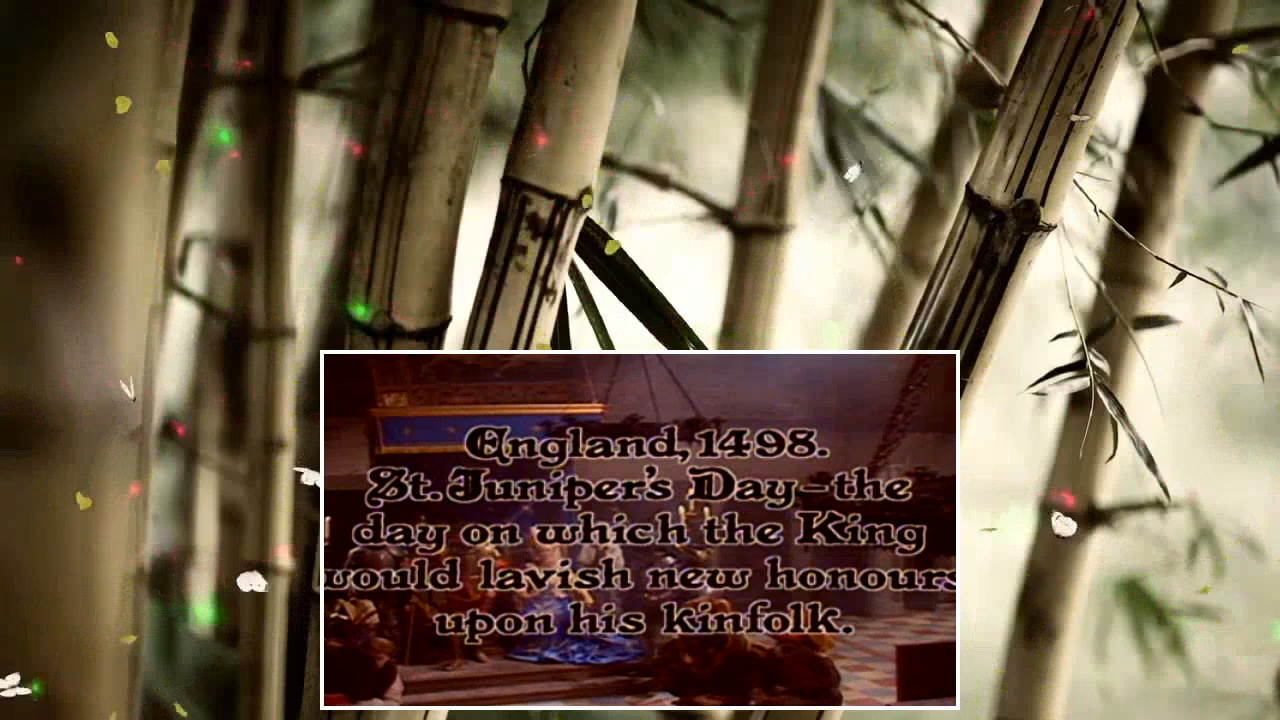 England, 1498.
St. Juniper's Day—the
day on which the King
would lavish new honours
upon his kinfolk.